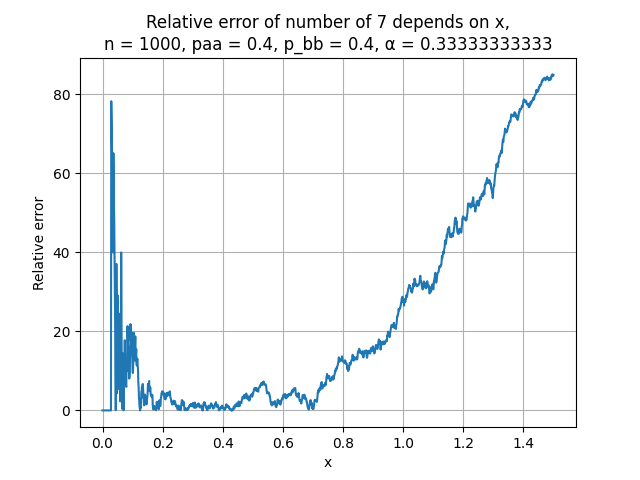 Relative error of number of 7 depends on x,
n = 1000, paa = 0.4, p_bb = 0.4, α = 0.33333333333
80
60
40
20
0
Relative error
0.0 0.2 0.4 0.6 0.8 1.0 1.2 1.4
x